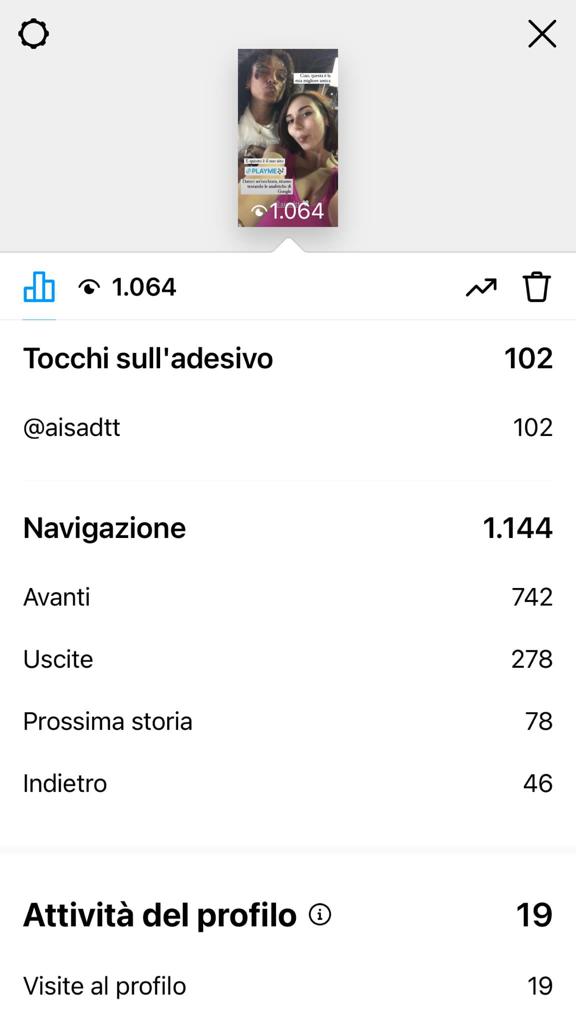 Ciao, questa è la
mia migliore amica
E questo è il suo sito
PLAYME
Dateci un'occhiata, stiamo
testando le analitiche di
Google
1.064
1.064
Tocchi sull'adesivo 102
@aisadtt 102
Navigazione 1.144
Avanti 742
Uscite 278
Prossima storia 78
Indietro 46
Attività del profilo 19
Visite al profilo 19